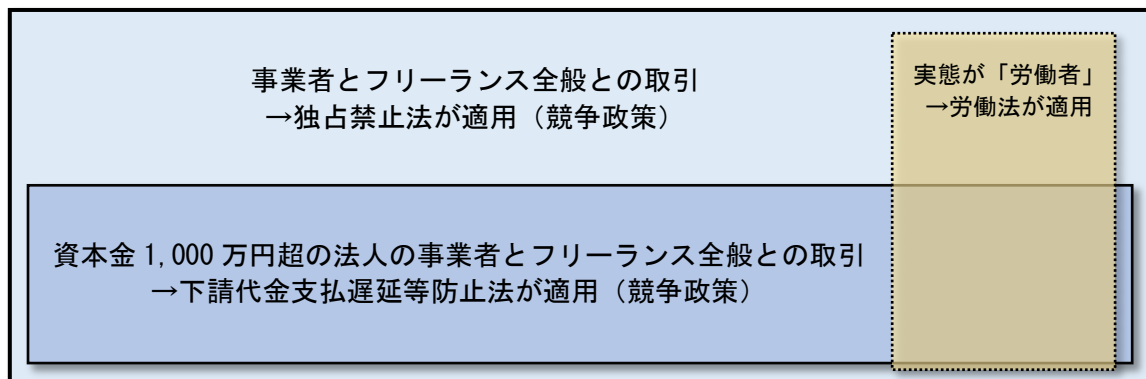 事業者とフリーランス全般との取引
→独占禁止法が適用（競争政策）
実態が「労働者」
→労働法が適用
資本金 1,000 万円超の法人の事業者とフリーランス全般との取引
→下請代金支払遅延等防止法が適用（競争政策）